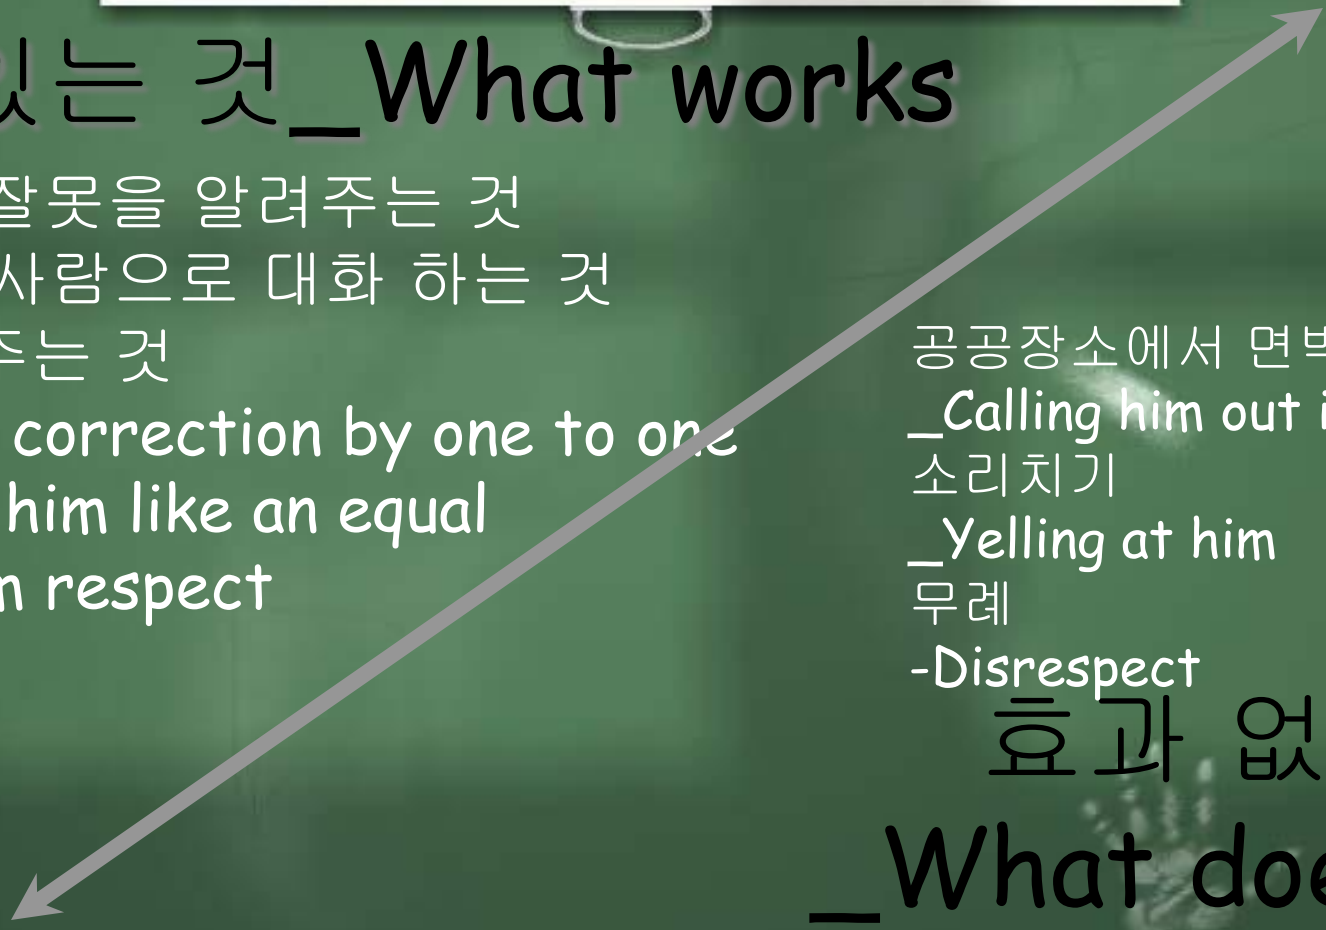 있는 것_What works
잘못을 알려주는 것
사람으로 대화 하는 것
주는 것
correction by one to one
him like an equal
respect
공공장소에서
_Calling him out
소리치기
_Yelling at him
무례
-Disrespect
효과 없
_What